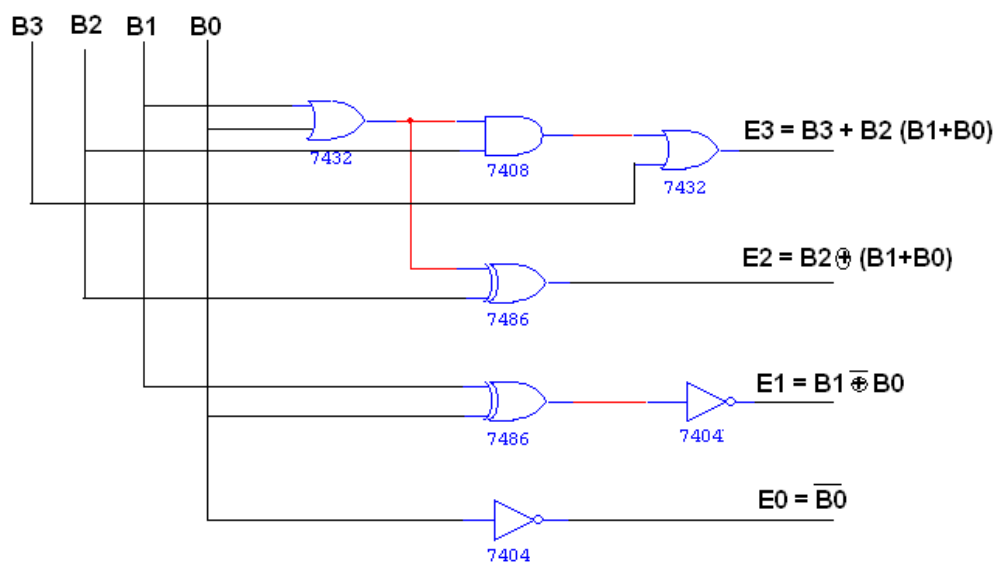 B3 B2 B1 B0
E3 = B3 + B2 (B1+B0)
7432
7408
7432
E2 = B2 ⊕ (B1+B0)
7486
E1 = B1 ⊕̅ B0
7486
7404
E0 = B̅0̅
7404